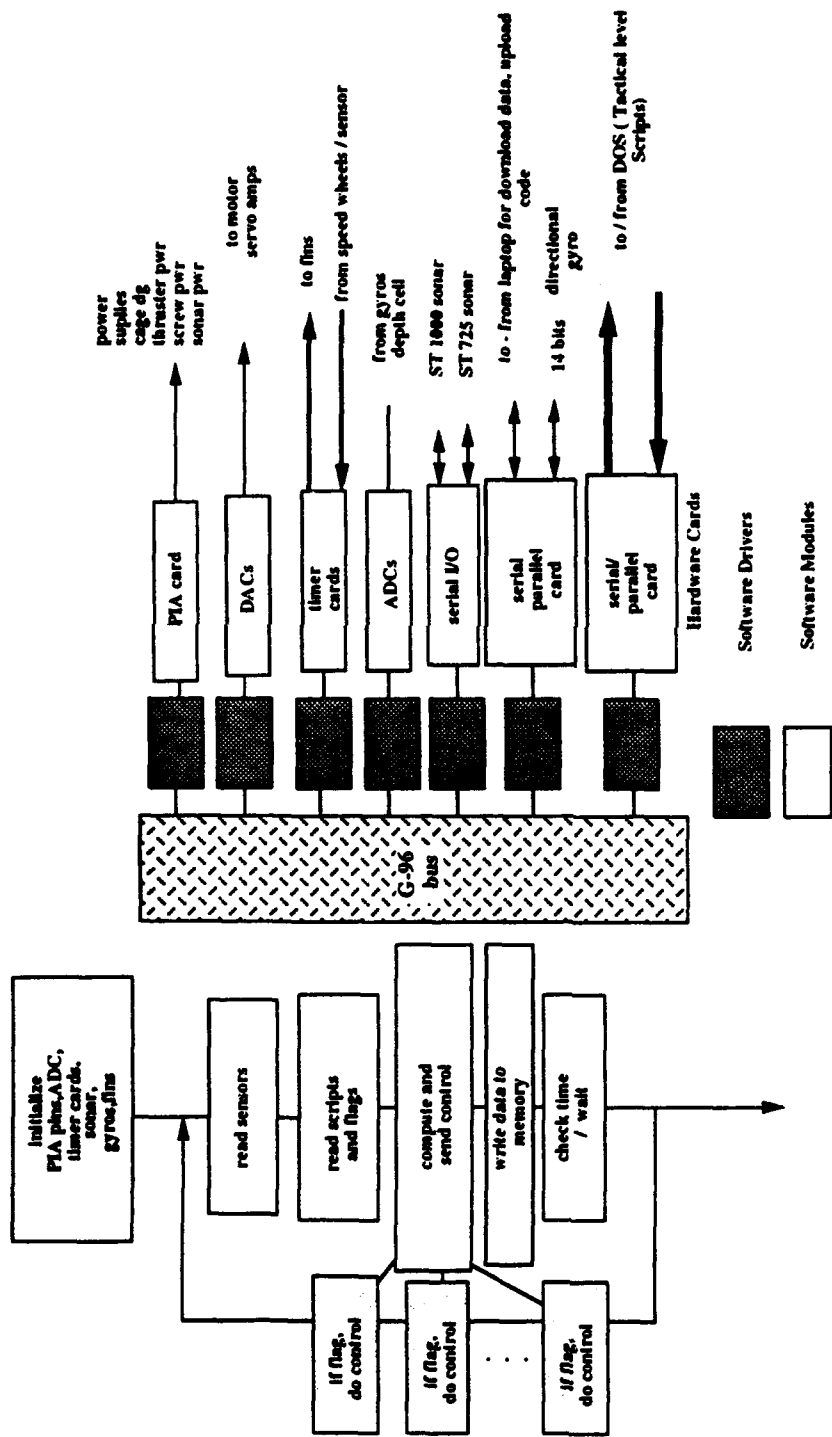 initialize
PIA pins,ADC,
timer cards.
sonar,
gyros,fins
read sensors
read scripts
and flags
compute and
send control
write data to
memory
check time
/ wait
if flag,
do control
if flag,
do control
. . .
if flag,
do control
G-96
bus
PIA card
DACs
timer
cards
ADCs
serial I/O
serial
parallel
card
serial/
parallel
card
power
suplies
cage dg
thruster pwr
screw pwr
sonar pwr
to motor
servo amps
to fins
from speed wheels / sensor
from gyros
depth cell
ST 1000 sonar
ST 725 sonar
to - from laptop for download data, upload
code
14 bits
directional
gyro
to / from DOS ( Tactical level
Scripts)
Hardware Cards
Software Drivers
Software Modules